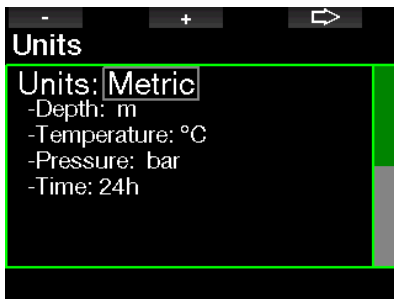 - +
Units
Units: Metric
-Depth: m
-Temperature: °C
-Pressure: bar
-Time: 24h